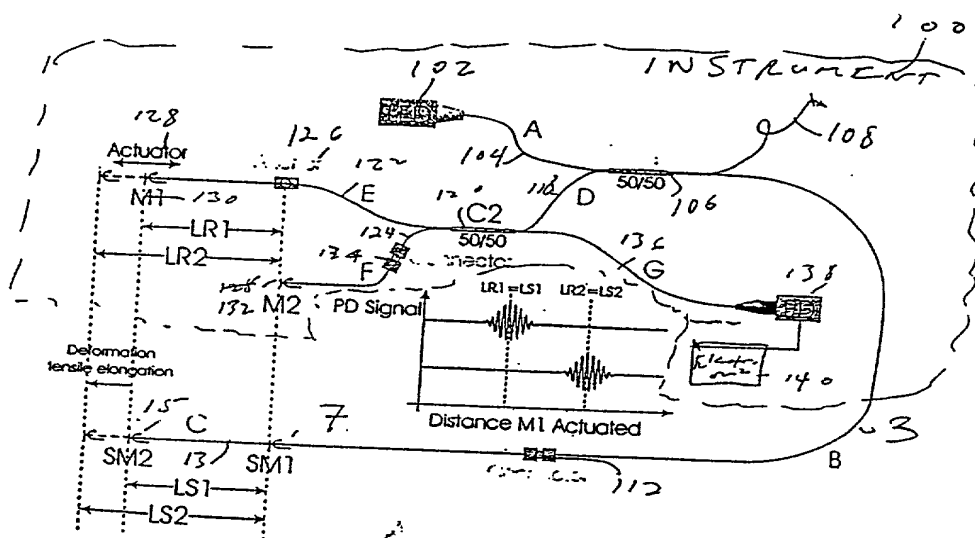 100
INSTRUMENT
102
108
A
104
128
126
Actuator
122
E
50/50
106
D
M1
130
C2
LR1
124
50/50
136
LR2
134
F
G
138
M2
132
PD Signal
LR1=LS1
LR2=LS2
Deformation
tensile elongation
140
15
C
7
Distance M1 Actuated
3
SM2
13
SM1
B
LS1
112
LS2